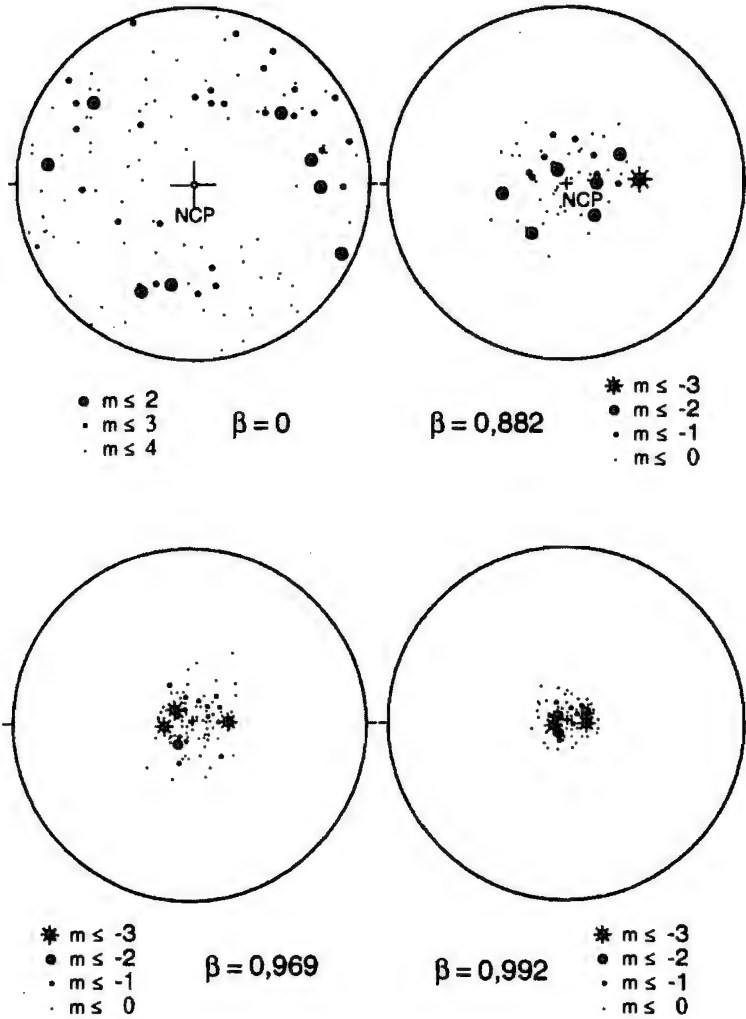 NCP
NCP
m ≤ 2
m ≤ 3
m ≤ 4
β = 0
β = 0,882
m ≤ -3
m ≤ -2
m ≤ -1
m ≤ 0
m ≤ -3
m ≤ -2
m ≤ -1
m ≤ 0
β = 0,969
β = 0,992
m ≤ -3
m ≤ -2
m ≤ -1
m ≤ 0